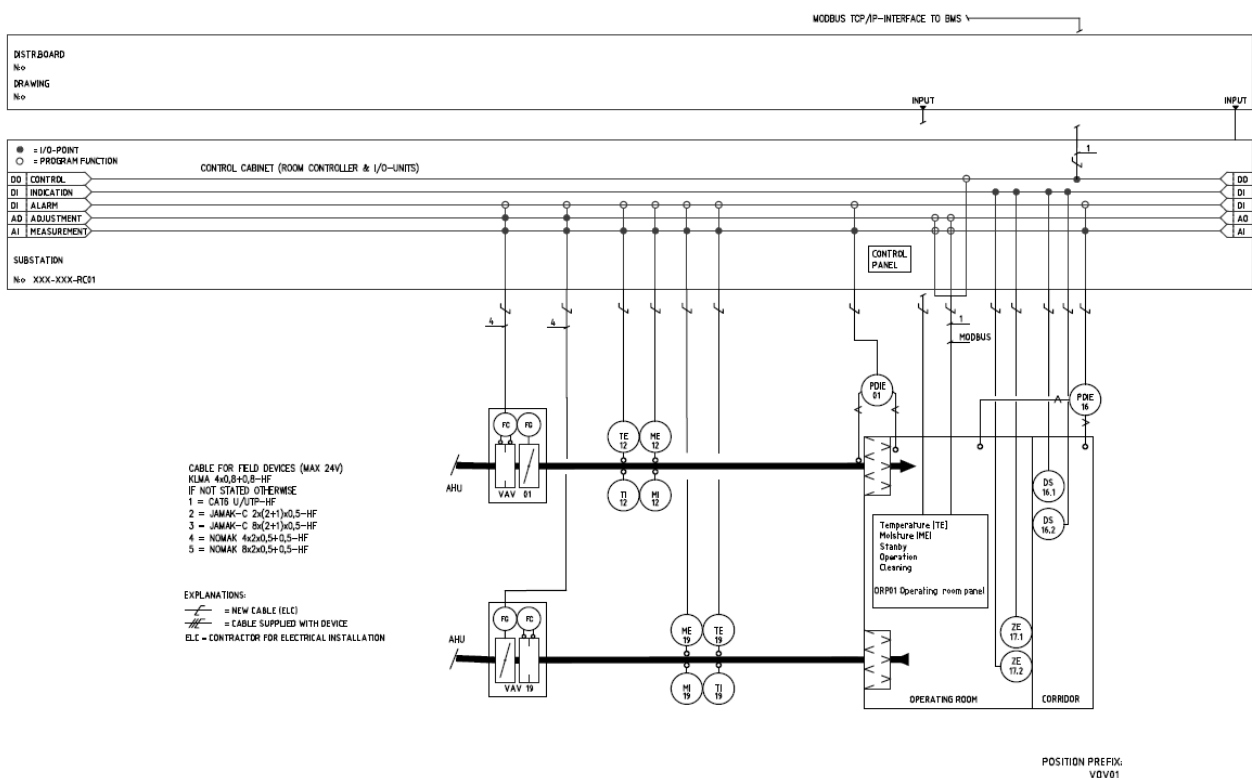 MODBUS TCP/IP-INTERFACE TO BMS
DISTR.BOARD
N:o
DRAWING
N:o
INPUT
INPUT
= I/O-POINT
= PROGRAM FUNCTION
CONTROL CABINET (ROOM CONTROLLER & I/O-UNITS)
1
DO CONTROL
DO
DI INDICATION
DI
DI ALARM
DI
AO ADJUSTMENT
AO
AI MEASUREMENT
AI
CONTROL
PANEL
SUBSTATION
N:o XXX-XXX-RC01
4
4
1
MODBUS
PDIE
01
PDIE
16
FC
FG
TE
12
ME
12
VAV 01
AHU
TI
12
MI
12
DS
16.1
DS
16.2
CABLE FOR FIELD DEVICES (MAX 24V)
KLMA 4x0,8+0,8-HF
IF NOT STATED OTHERWISE
1 = CAT6 U/UTP-HF
2 = JAMAK-C 2x(2+1)x0,5-HF
3 = JAMAK-C 8x(2+1)x0,5-HF
4 = NOMAK 4x2x0,5+0,5-HF
5 = NOMAK 8x2x0,5+0,5-HF
Temperature [TE]
Moisture [ME]
Stanby
Operation
Cleaning
ORP01 Operating room panel
EXPLANATIONS:
= NEW CABLE (ELC)
= CABLE SUPPLIED WITH DEVICE
ELC = CONTRACTOR FOR ELECTRICAL INSTALLATION
FG
FC
AHU
VAV 19
ME
19
TE
19
MI
19
TI
19
ZE
17.1
ZE
17.2
OPERATING ROOM
CORRIDOR
POSITION PREFIX:
VOV01